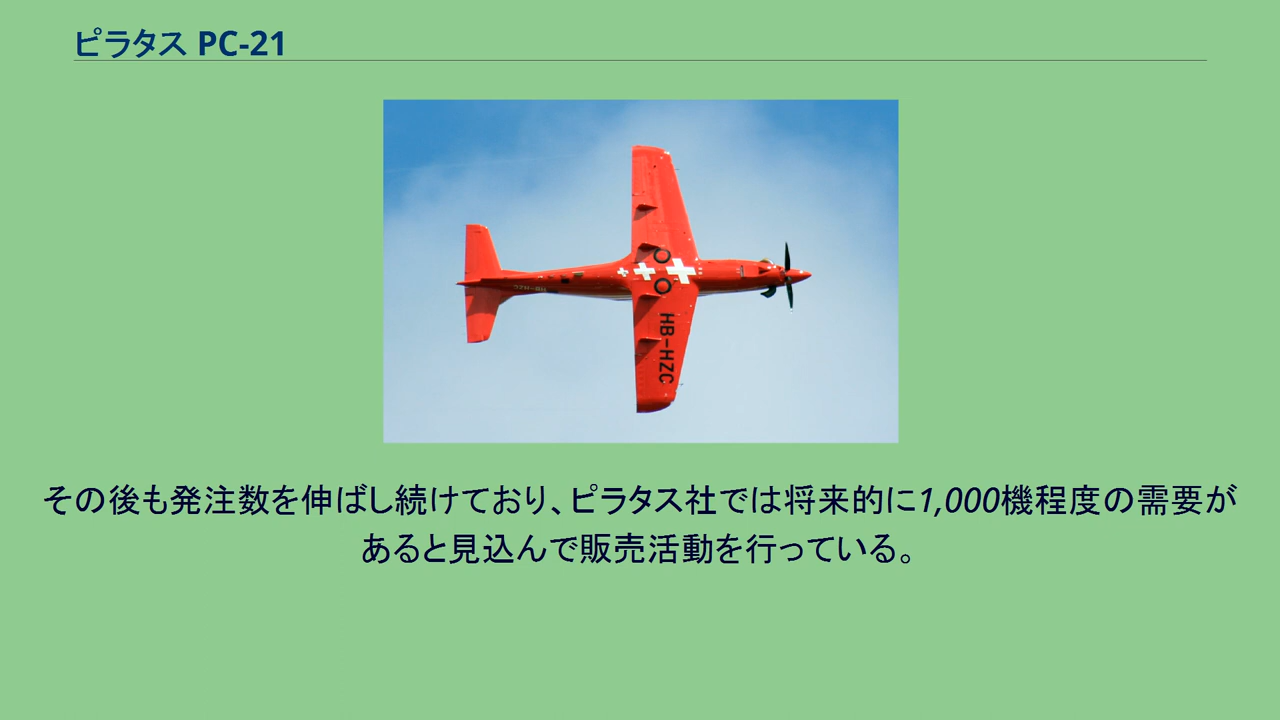 ピラタス PC-21
HB-HZC
その後も発注数を伸ばし続けており、ピラタス社では将来的に1,000機程度の需要が
あると見込んで販売活動を行っている。